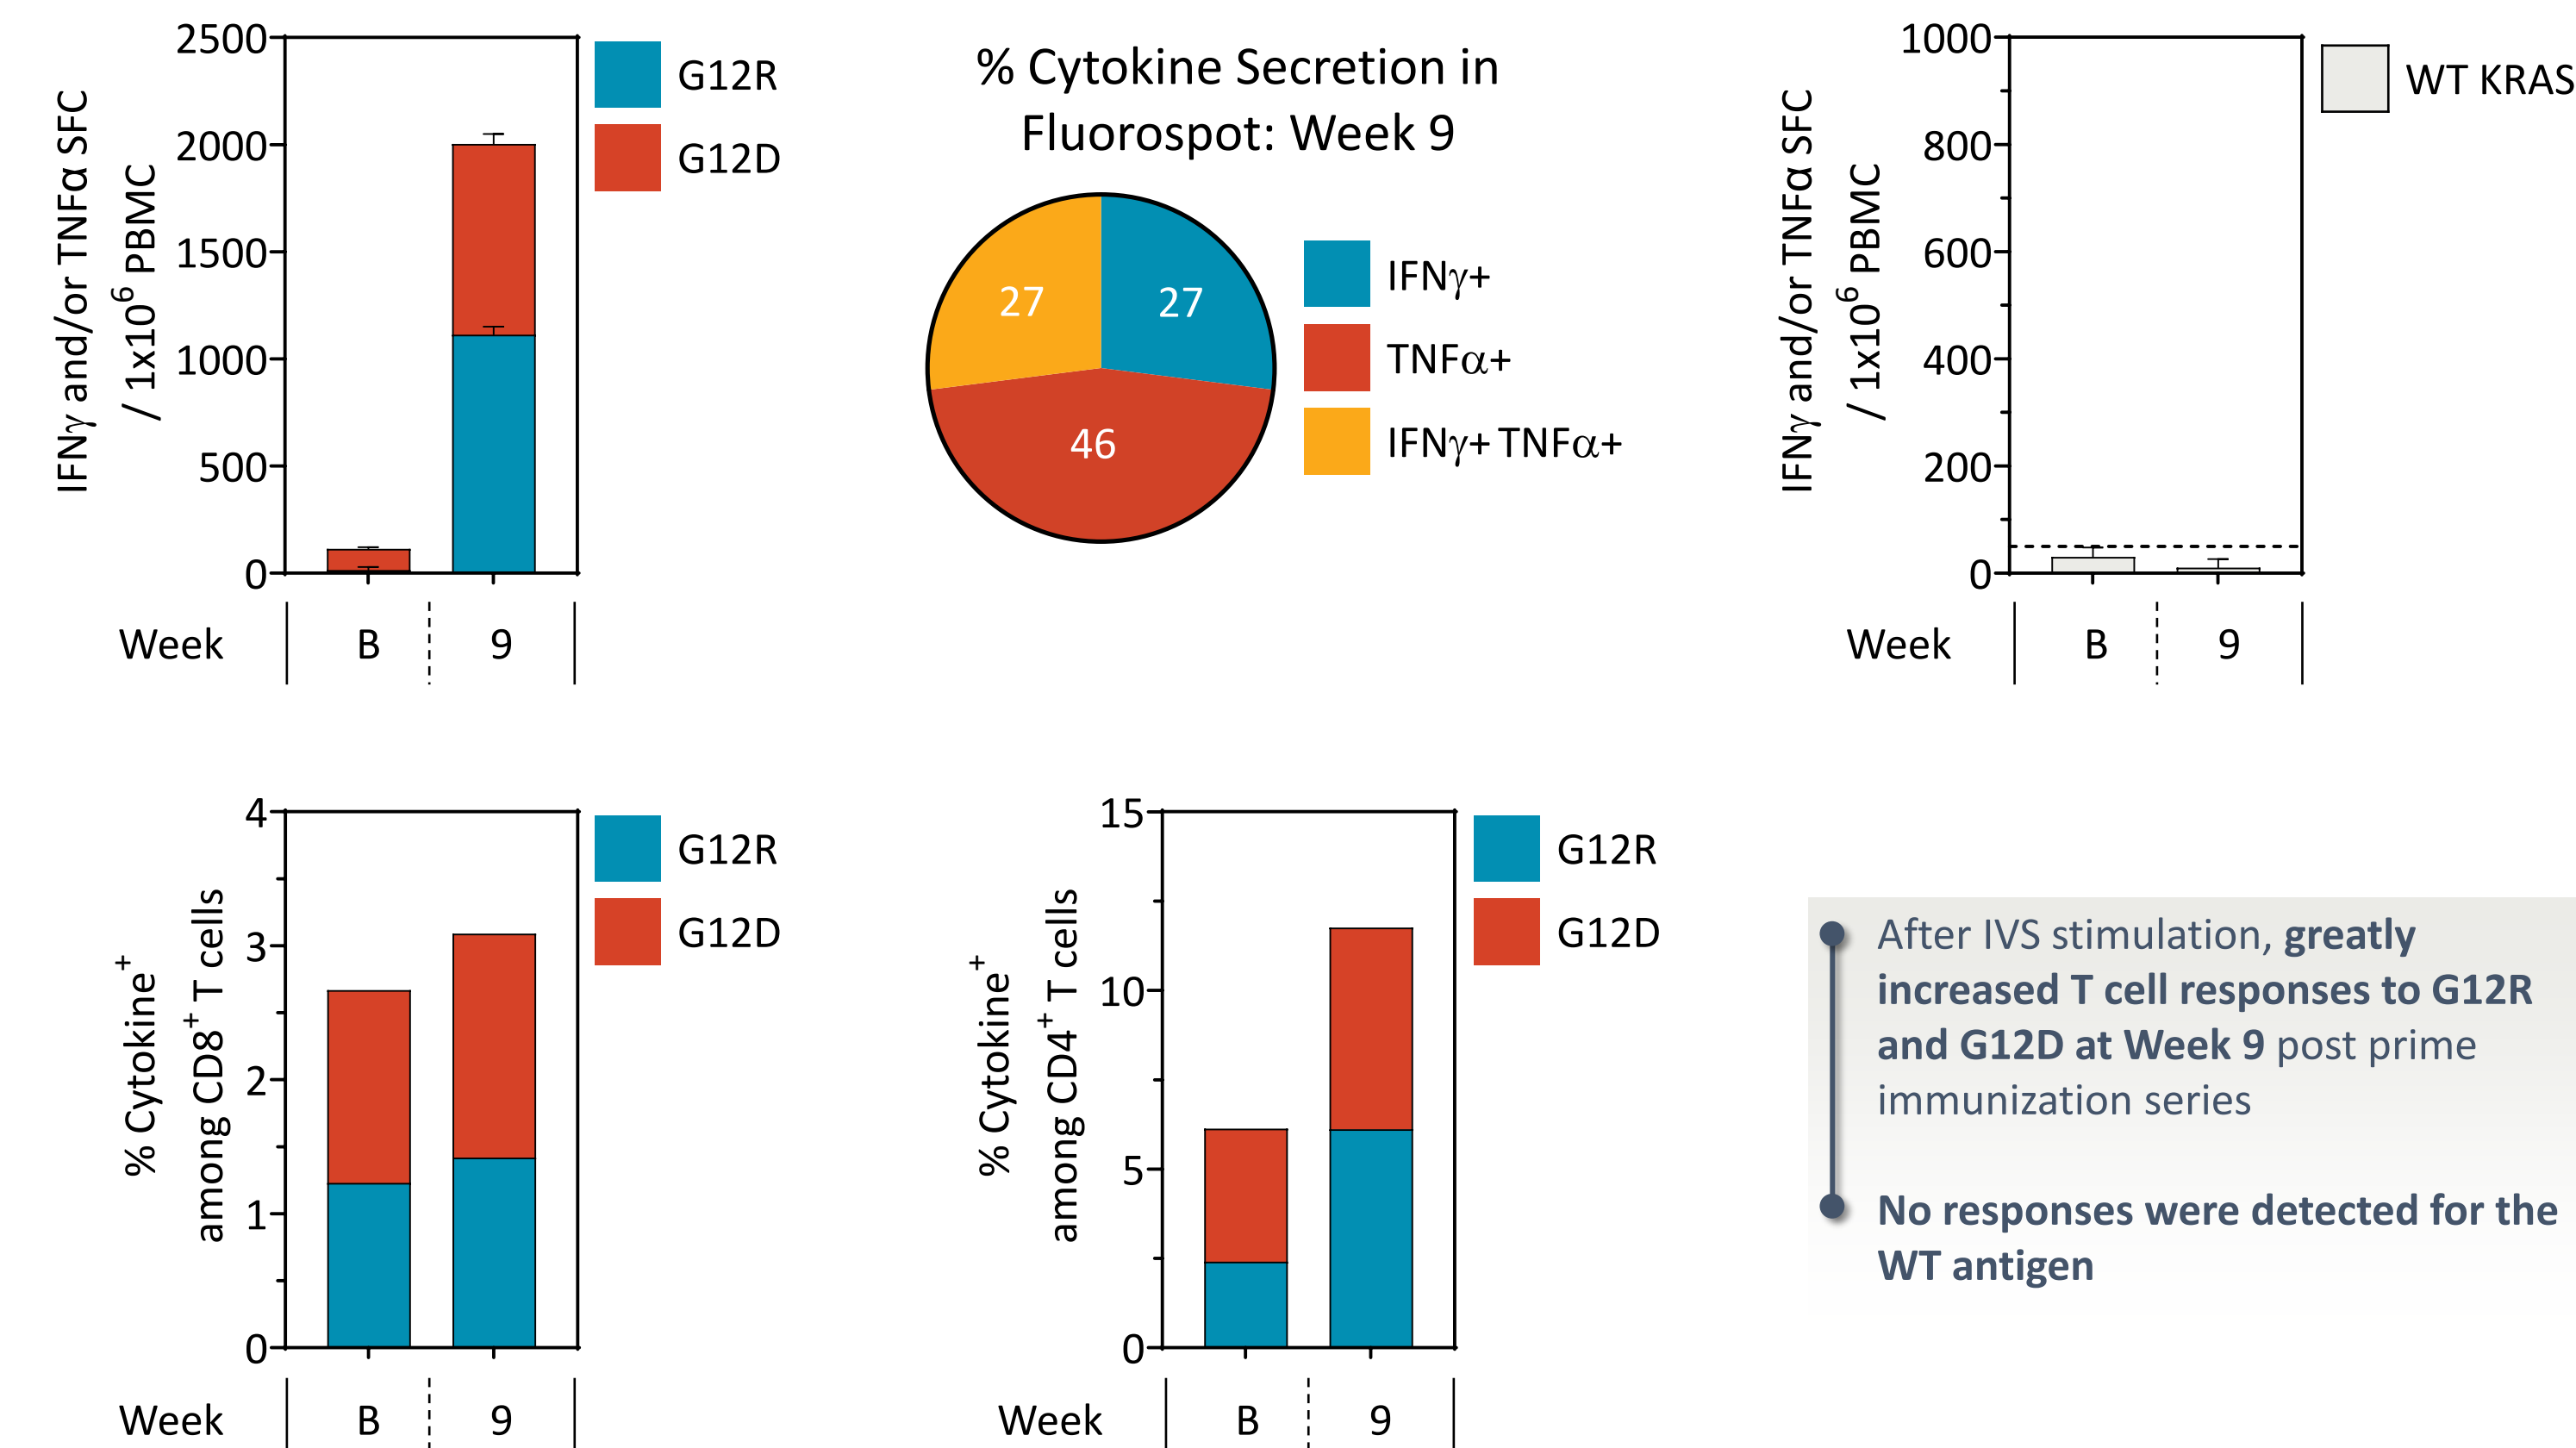 IFNγ and/or TNFα SFC
/ 1x10⁶ PBMC
2500
2000
1500
1000
500
0
G12R
G12D
Week
B
9
% Cytokine Secretion in
Fluorospot: Week 9
27
27
46
IFNγ+
TNFα+
IFNγ+ TNFα+
IFNγ and/or TNFα SFC
/ 1x10⁶ PBMC
1000
800
600
400
200
0
WT KRAS
Week
B
9
% Cytokine⁺
among CD8⁺ T cells
4
3
2
1
0
G12R
G12D
Week
B
9
% Cytokine⁺
among CD4⁺ T cells
15
10
5
0
G12R
G12D
Week
B
9
After IVS stimulation, greatly
increased T cell responses to G12R
and G12D at Week 9 post prime
immunization series
No responses were detected for the
WT antigen